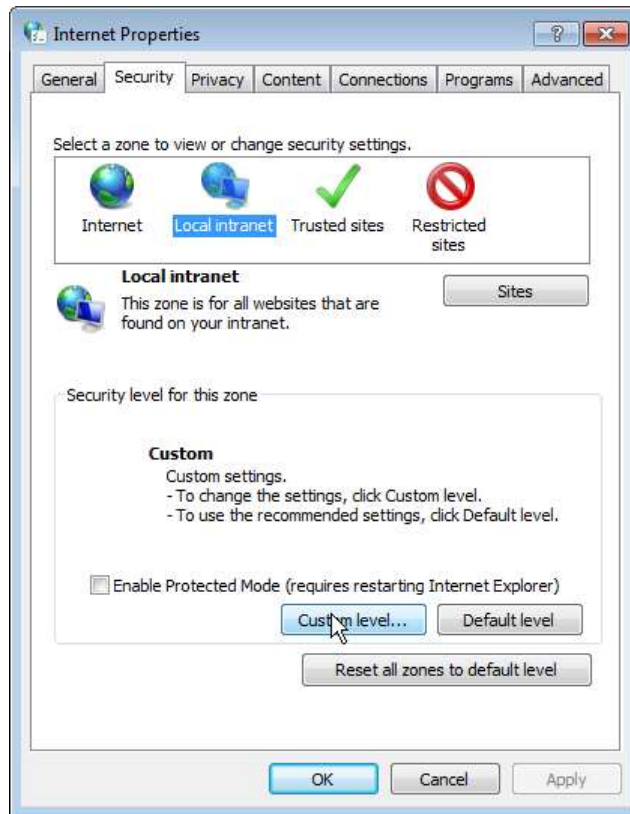 Internet Properties
General Security Privacy Content Connections Programs Advanced
Select a zone to view or change security settings.
Internet Local intranet Trusted sites Restricted
sites
Local intranet
This zone is for all websites that are
found on your intranet.
Sites
Security level for this zone
Custom
Custom settings.
- To change the settings, click Custom level.
- To use the recommended settings, click Default level.
Enable Protected Mode (requires restarting Internet Explorer)
Custom level... Default level
Reset all zones to default level
OK Cancel Apply